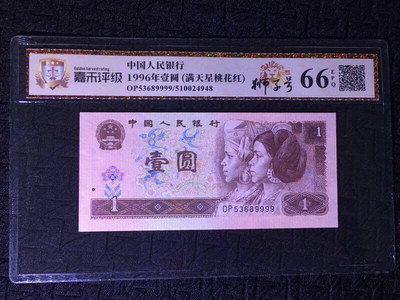 嘉禾评级
中国人民银行
1996年壹圆 (满天星桃花红)
OP53689999/510024948
狮子号
66 EPQ
中国人民银行
1
壹圆
1
OP53689999
1